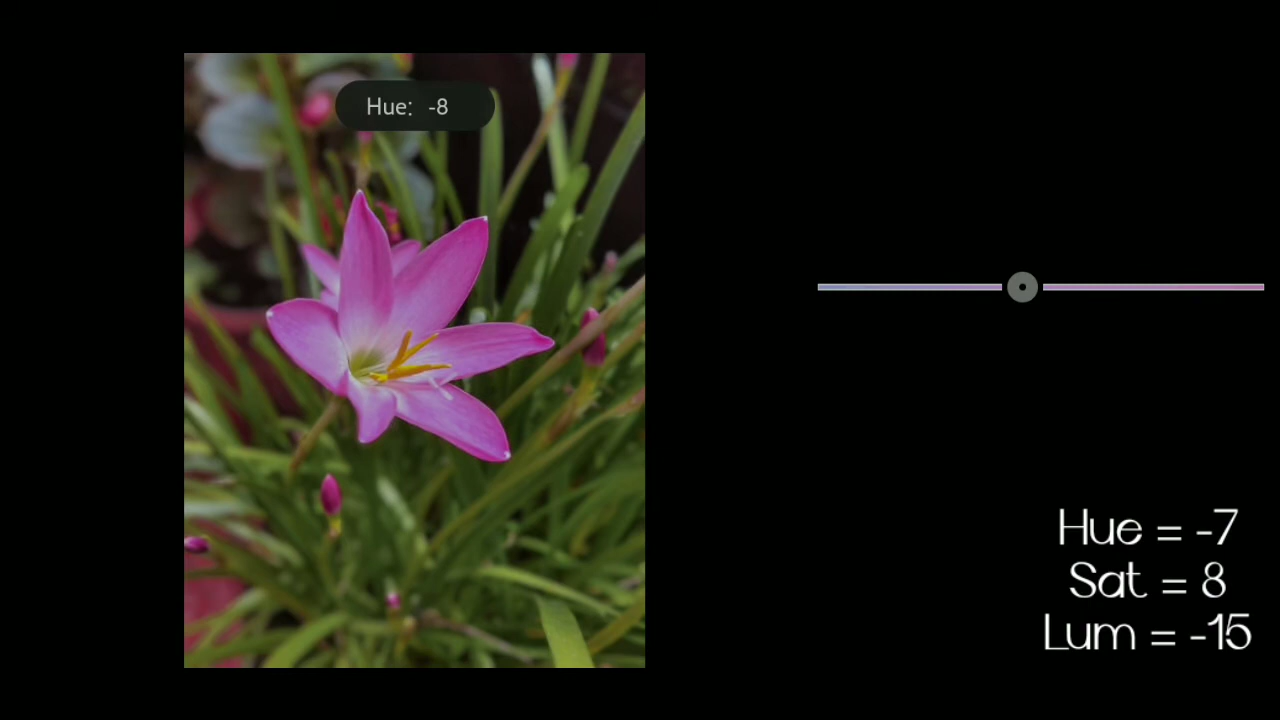 Hue: -8
Hue = -7
Sat = 8
Lum = -15